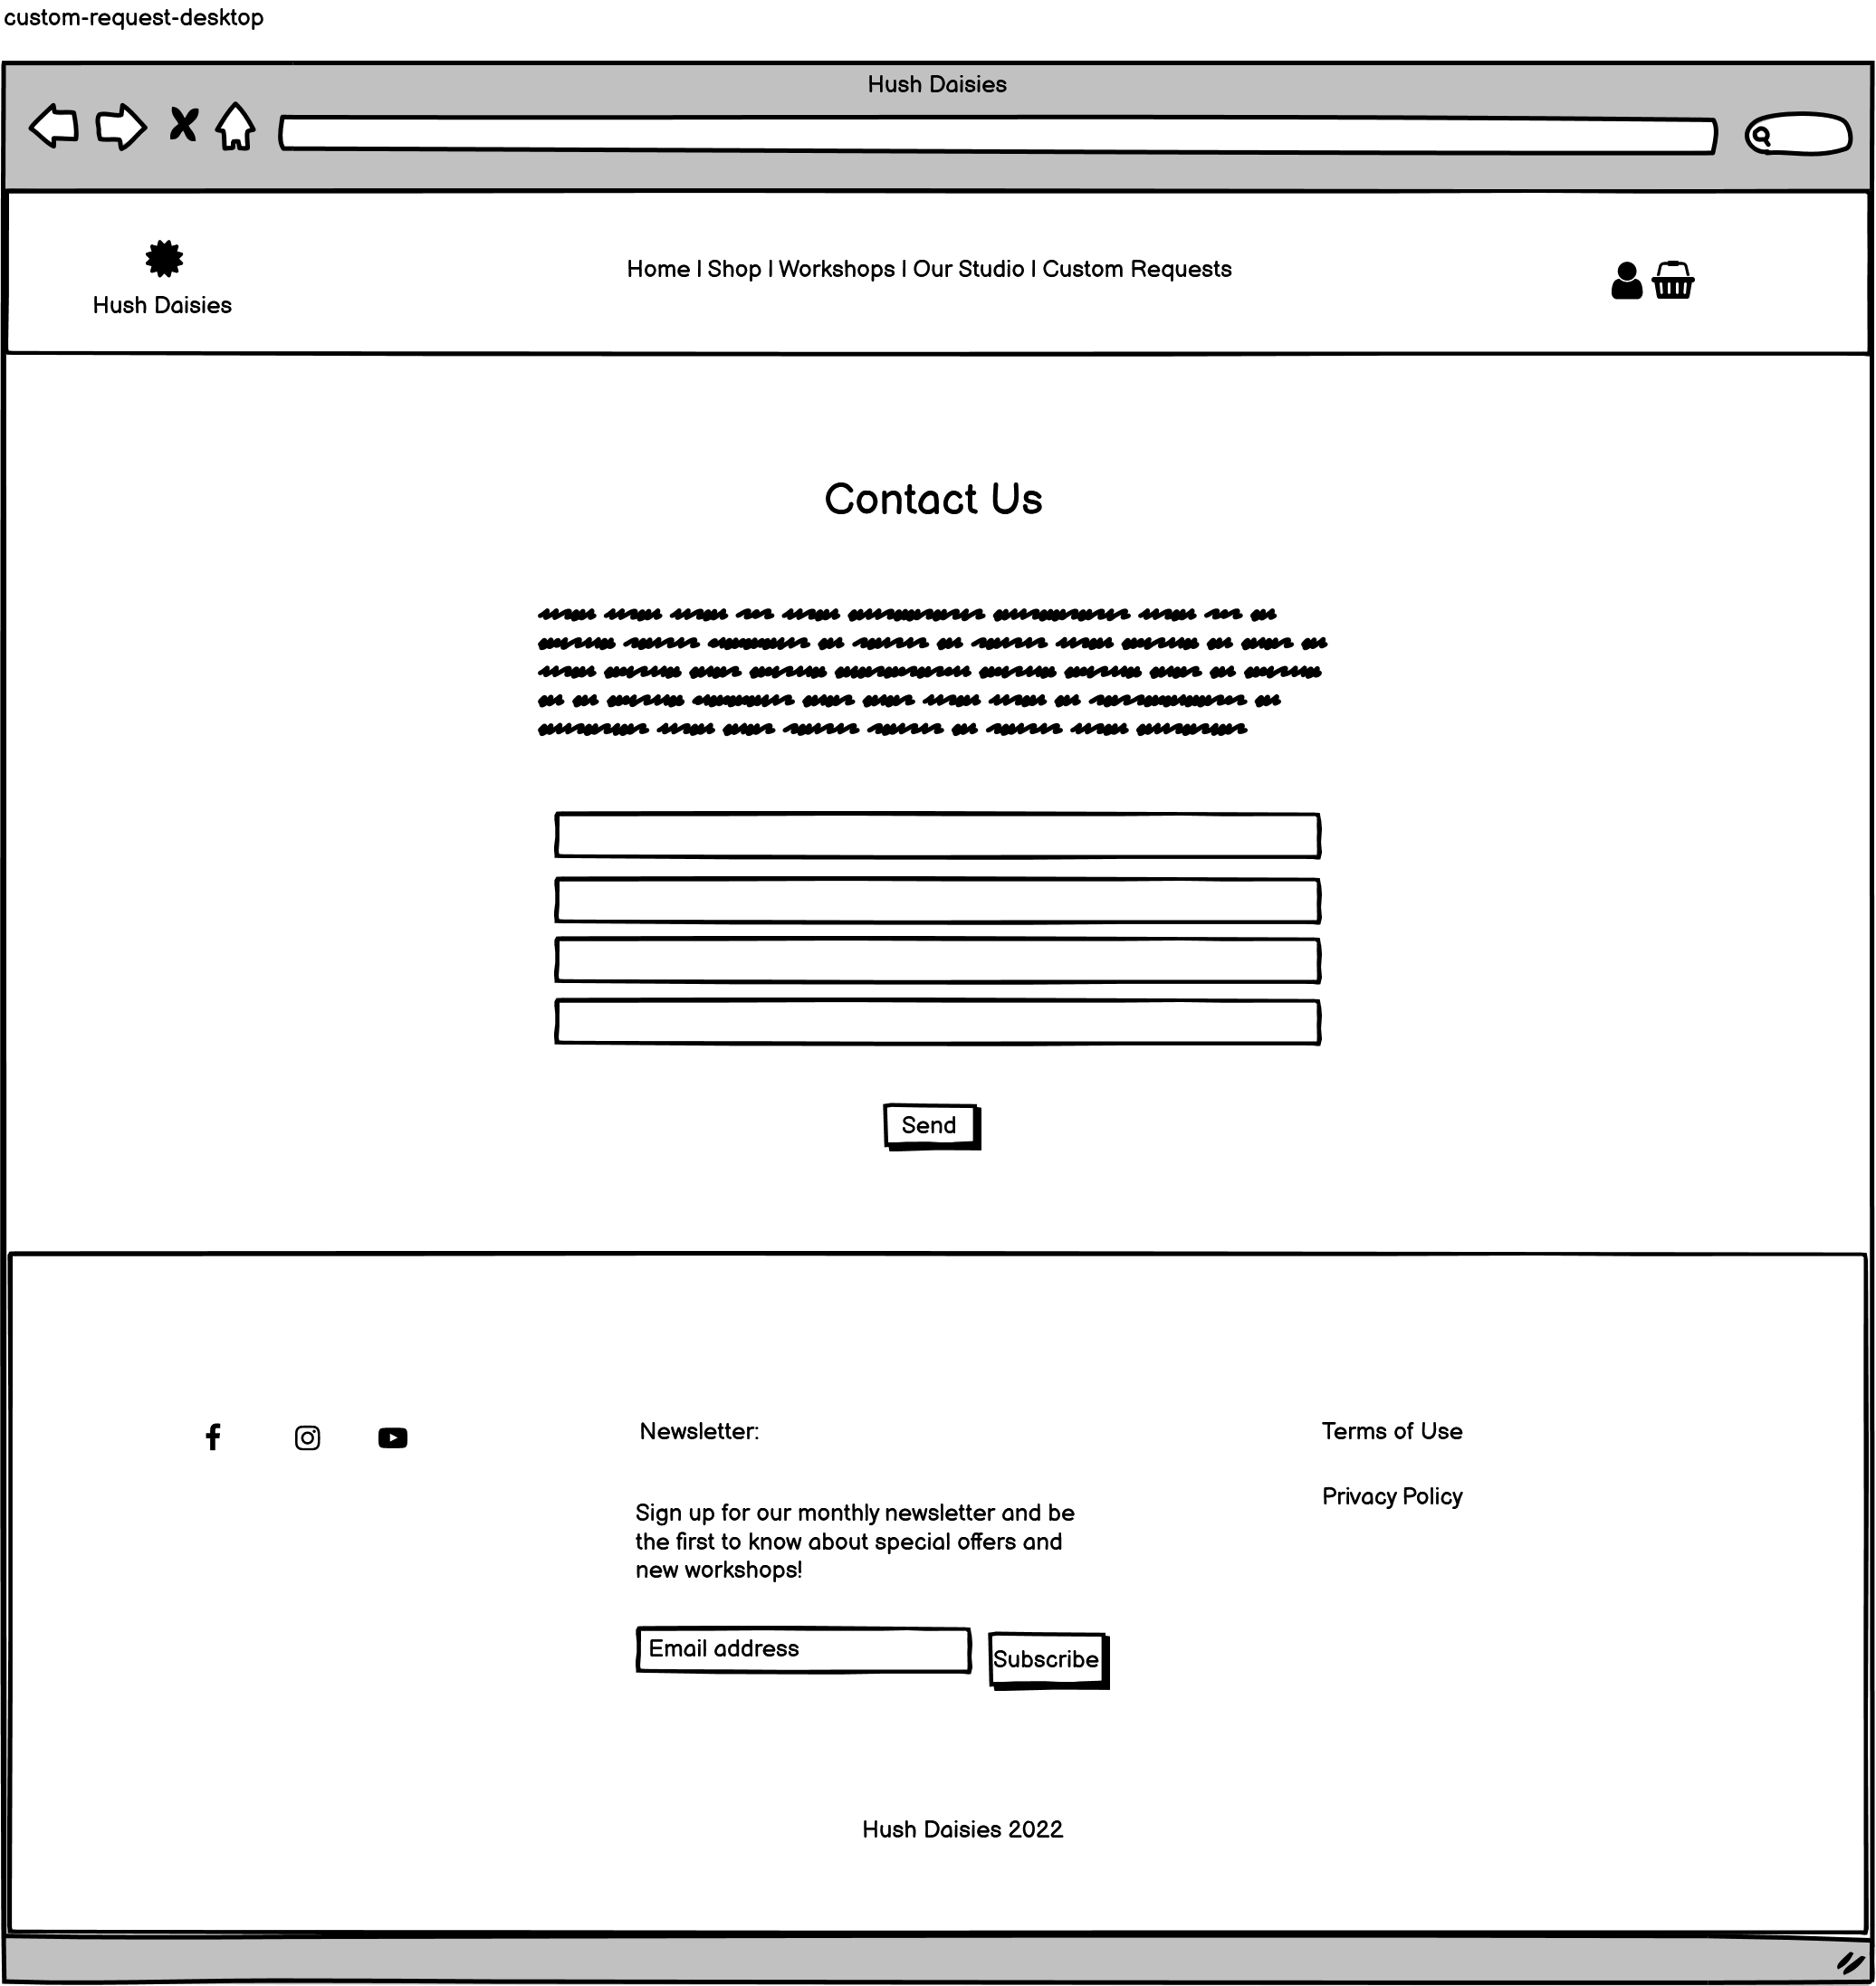 custom-request-desktop
Hush Daisies
Home | Shop | Workshops | Our Studio | Custom Requests
Hush Daisies
Contact Us
Send
Newsletter:
Terms of Use
Privacy Policy
Sign up for our monthly newsletter and be
the first to know about special offers and
new workshops!
Email address
Subscribe
Hush Daisies 2022